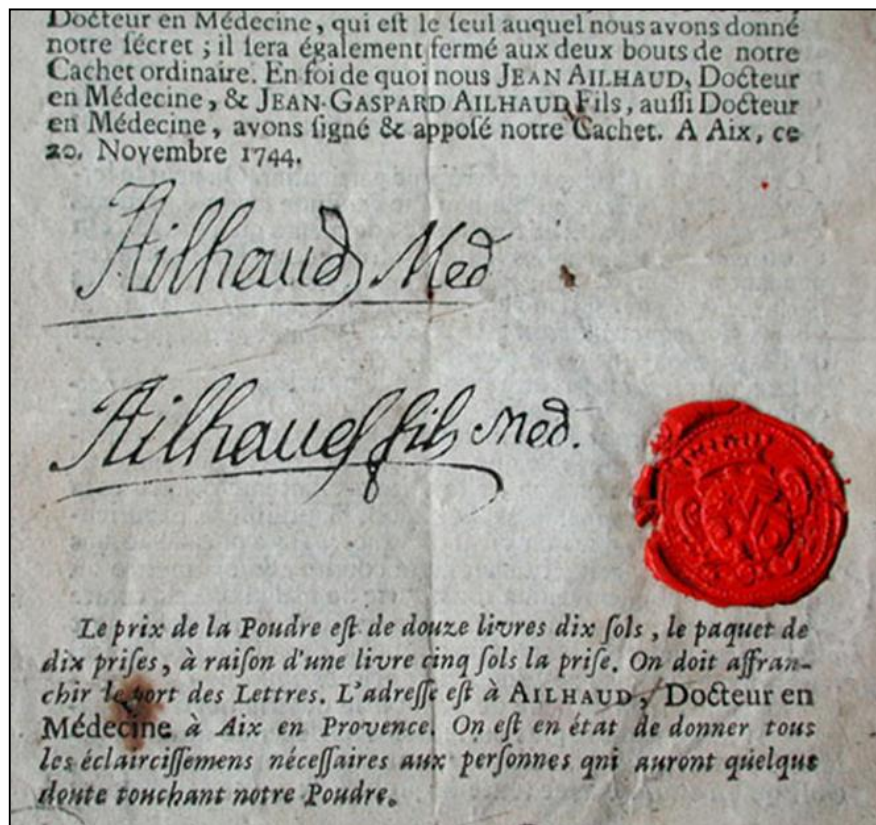 Docteur en Médecine, qui eſt le ſeul auquel nous avons donné
notre ſécret ; il ſera également fermé aux deux bouts de notre
Cachet ordinaire. En foi de quoi nous JEAN AILHAUD, Docteur
en Médecine, & JEAN-GASPARD AILHAUD Fils, auſſi Docteur
en Médecine, avons ſigné & appoſé notre Cachet. A Aix, ce
20. Novembre 1744.
Ailhaud Med
Ailhaud fils Med.
Le prix de la Poudre eſt de douze livres dix ſols, le paquet de
dix priſes, à raiſon d'une livre cinq ſols la priſe. On doit affran-
chir le port des Lettres. L'adreſſe eſt à AILHAUD, Docteur en
Médecine à Aix en Provence. On eſt en état de donner tous
les éclairciſſemens néceſſaires aux perſonnes qni auront quelque
doute touchant notre Poudre.